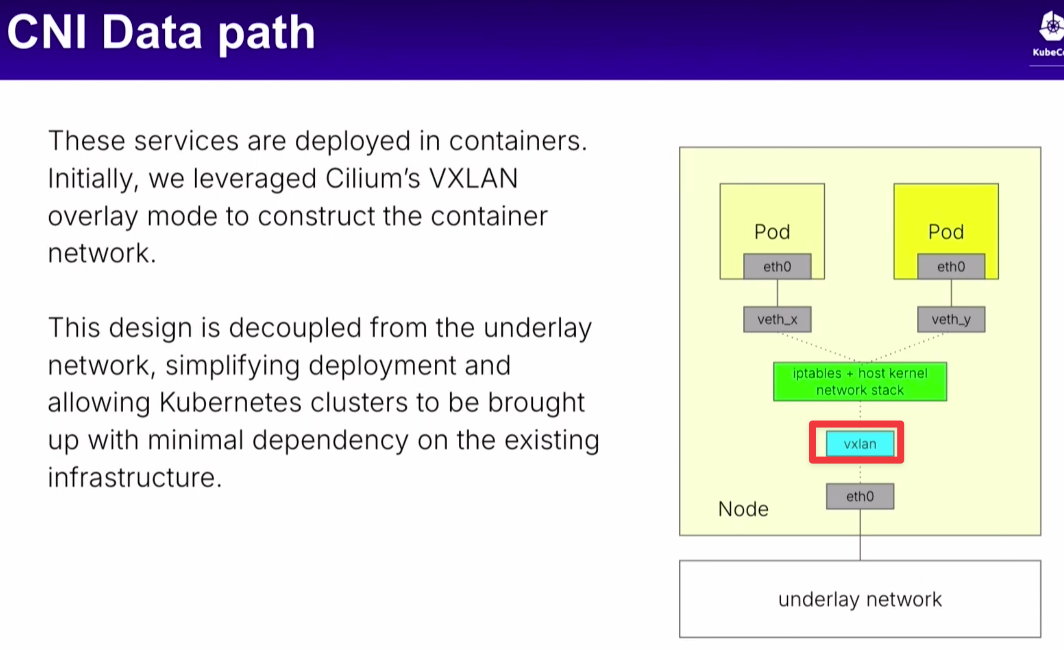 CNI Data path
These services are deployed in containers.
Initially, we leveraged Cilium's VXLAN
overlay mode to construct the container
network.
This design is decoupled from the underlay
network, simplifying deployment and
allowing Kubernetes clusters to be brought
up with minimal dependency on the existing
infrastructure.
Pod
Pod
eth0
eth0
veth_x
veth_y
iptables + host kernel
network stack
vxlan
eth0
Node
underlay network